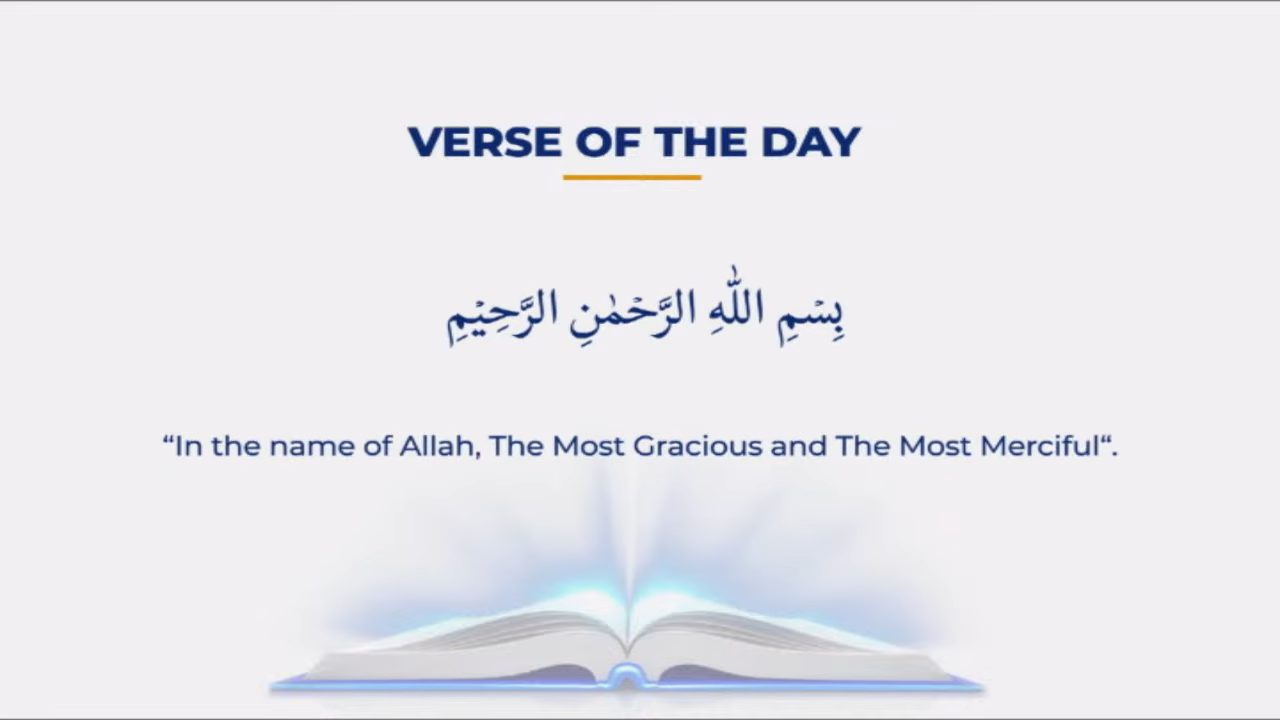 VERSE OF THE DAY
بِسْمِ اللّٰهِ الرَّحْمٰنِ الرَّحِيْمِ
“In the name of Allah, The Most Gracious and The Most Merciful“.